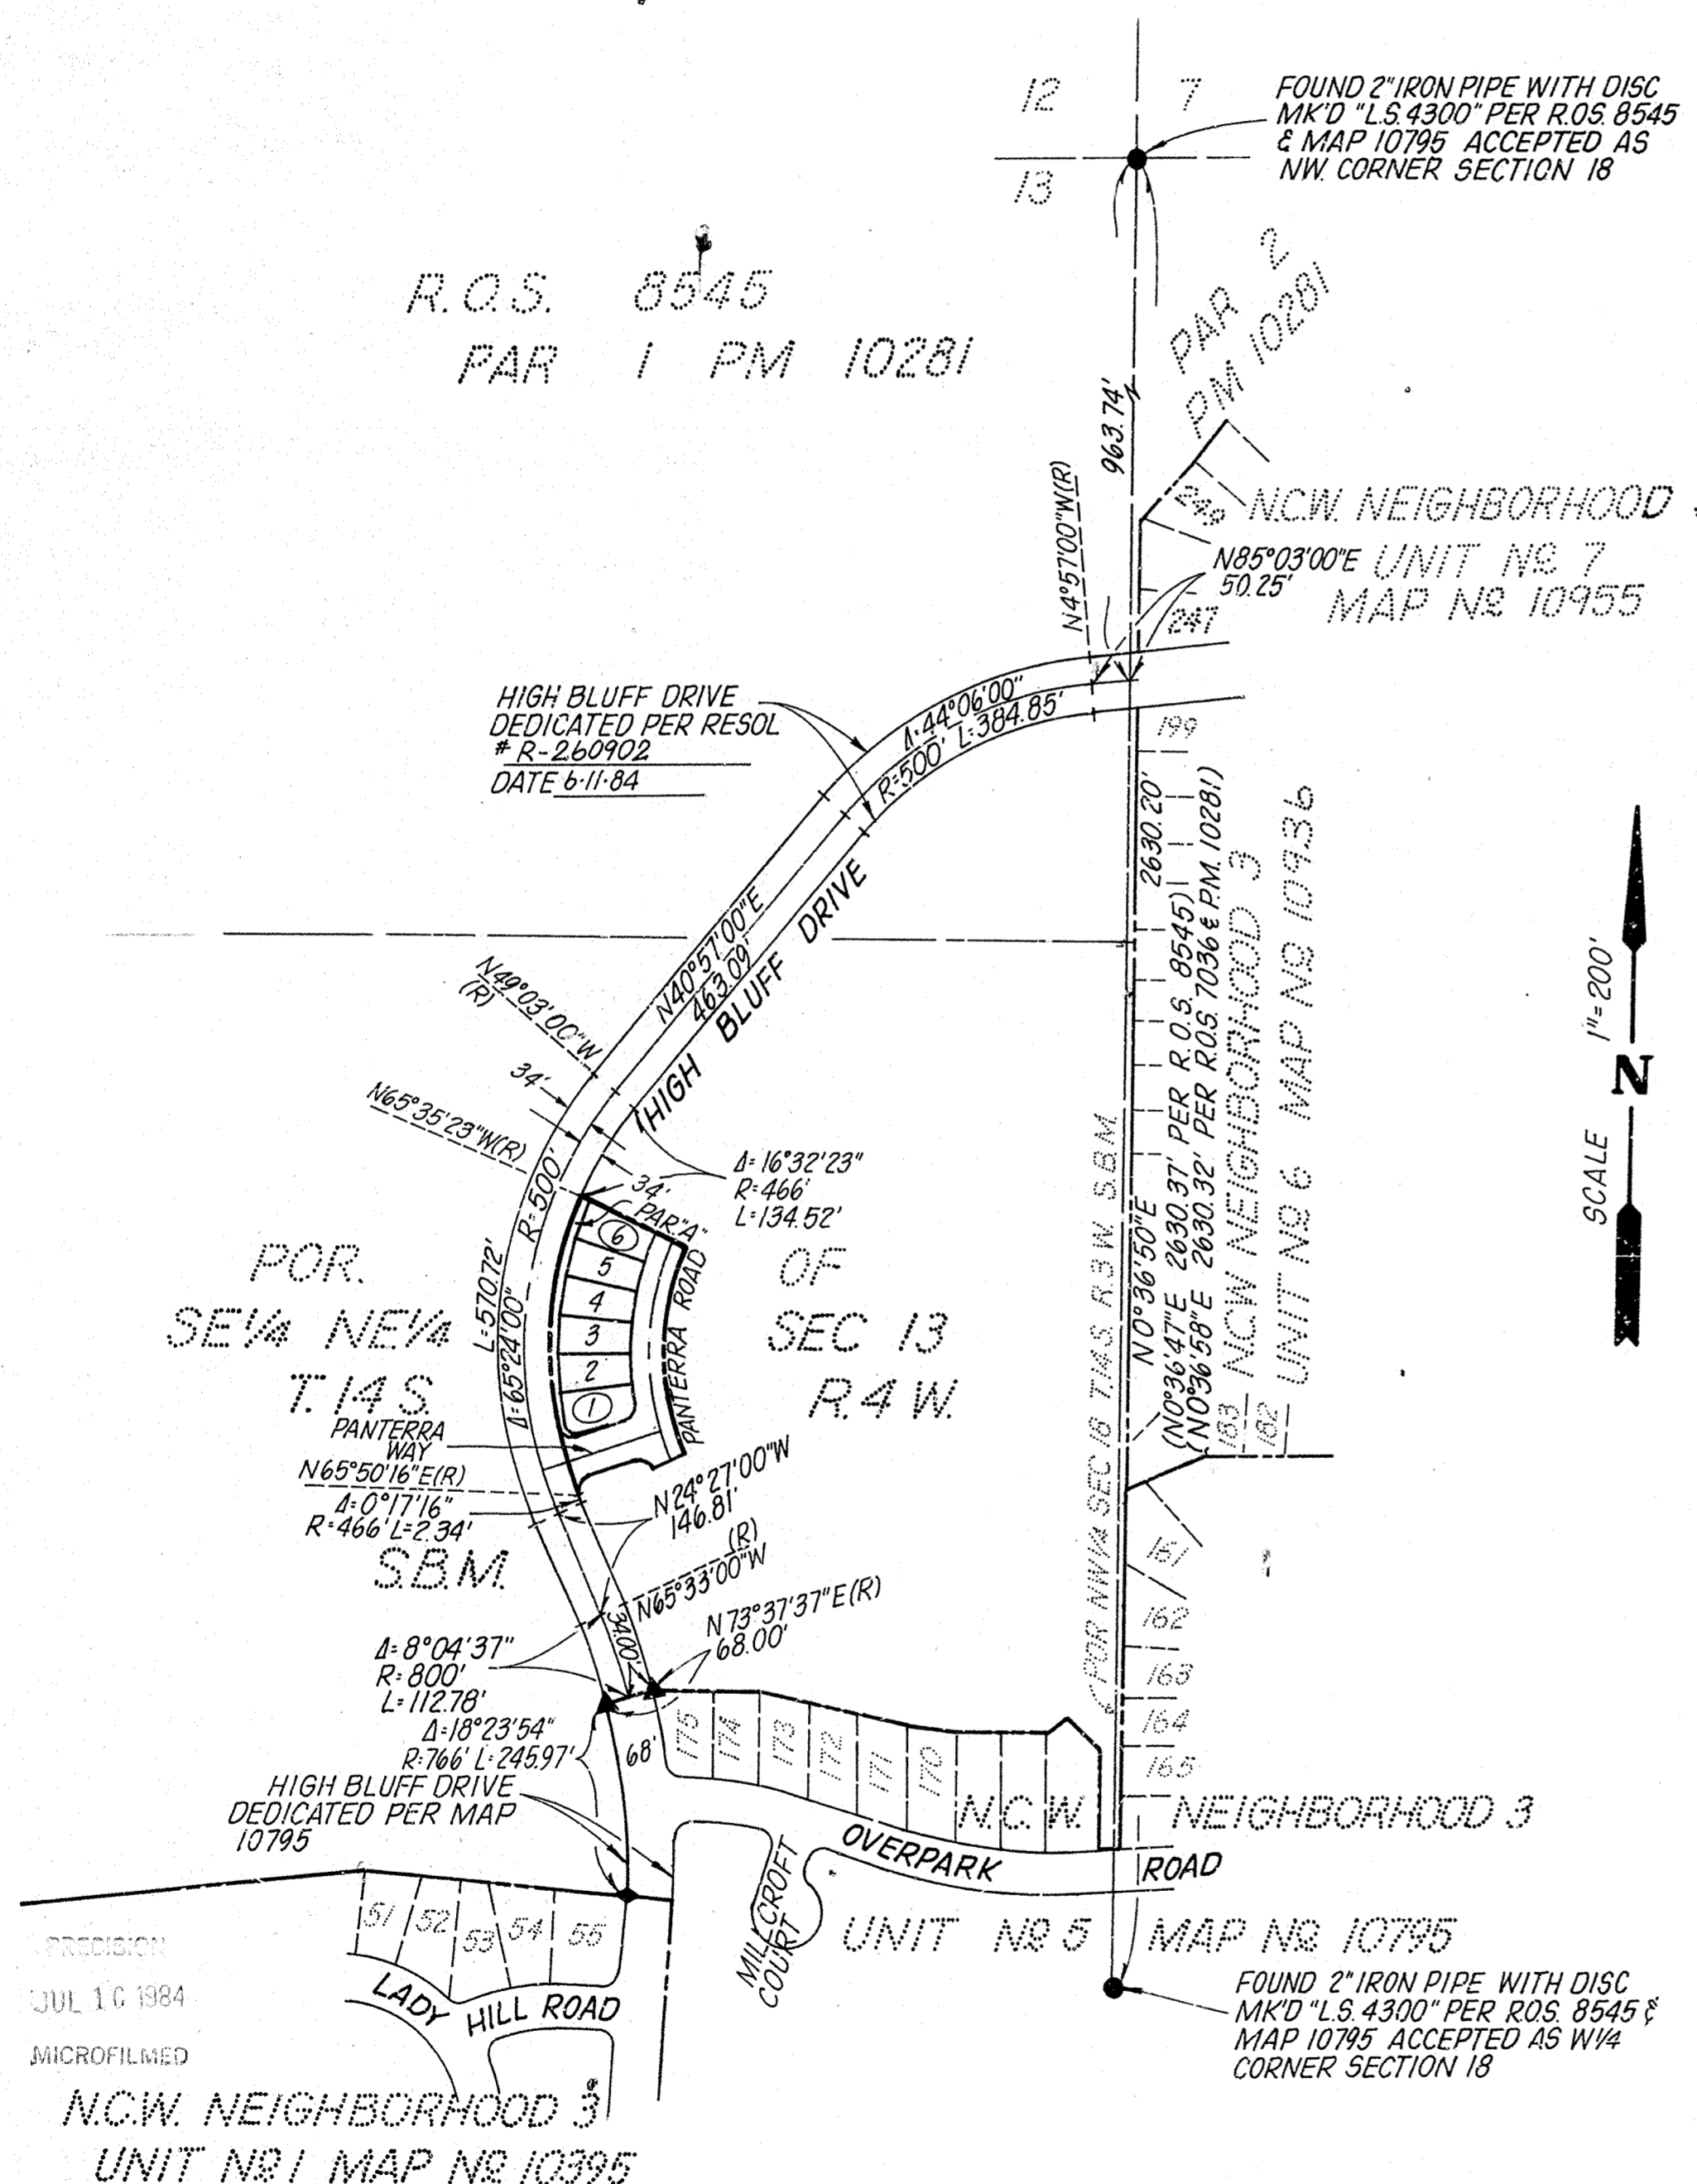 12
7
13
FOUND 2" IRON PIPE WITH DISC
MK'D "L.S. 4300" PER R.O.S. 8545
& MAP 10795 ACCEPTED AS
NW. CORNER SECTION 18
R.O.S. 8545
PAR 1 PM 10281
PAR 2
PM 10281
963.74'
N4°57'00"W(R)
249
N.C.W. NEIGHBORHOOD
UNIT Nº 7
MAP Nº 10955
N85°03'00"E
50.25'
247
HIGH BLUFF DRIVE
DEDICATED PER RESOL
# R-260902
DATE 6-11-84
Δ=44°06'00"
R=500' L=384.85'
199
2630.20'
N0°36'50"E
(N0°36'47"E 2630.37' PER R.O.S. 8545)
(N0°36'58"E 2630.32' PER R.O.S. 7036 & P.M. 10281)
NCW NEIGHBORHOOD 3
UNIT Nº 6 MAP Nº 10936
N40°57'00"E
463.09'
(HIGH BLUFF DRIVE
N49°03'00"W
(R)
34'
N65°35'23"W(R)
Δ=16°32'23"
R=466'
L=134.52'
34'
PAR "A"
R=500'
L=570.72'
Δ=65°24'00"
6
5
4
3
2
1
PANTERRA ROAD
PANTERRA ROAD
POR. OF
SE1/4 NE1/4 SEC 13
T.14 S. R.4 W.
S.B.M.
PANTERRA
WAY
N65°50'16"E(R)
Δ=0°17'16"
R=466' L=2.34'
N24°27'00"W
146.81'
(R)
N65°33'00"W
34.00'
N73°37'37"E(R)
68.00'
Δ=8°04'37"
R=800'
L=112.78'
Δ=18°23'54"
R=766' L=245.97'
68'
HIGH BLUFF DRIVE
DEDICATED PER MAP
10795
(POR NW1/4 SEC 18 T.14S. R.3W. S.B.M.
183
182
161
162
163
164
165
175
174
173
172
171
170
N.C.W. NEIGHBORHOOD 3
OVERPARK ROAD
UNIT Nº 5 MAP Nº 10795
MILLCROFT
COURT
51
52
53
54
55
LADY HILL ROAD
FOUND 2" IRON PIPE WITH DISC
MK'D "L.S. 4300" PER R.O.S. 8545 &
MAP 10795 ACCEPTED AS W1/4
CORNER SECTION 18
SCALE 1"=200'
N
PRECISION
JUL 10 1984
MICROFILMED
N.C.W. NEIGHBORHOOD 3
UNIT Nº 1 MAP Nº 10395